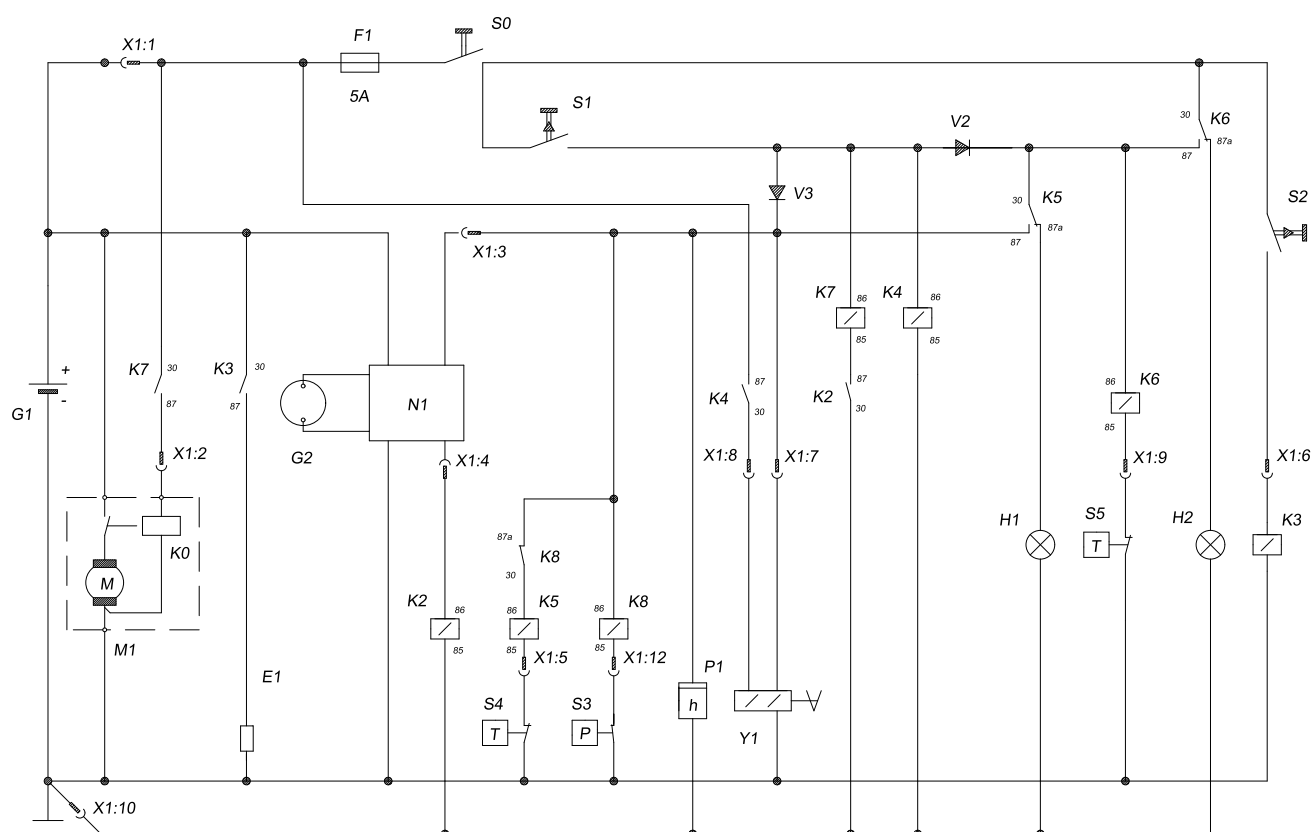 S0
F1
X1:1
5A
S1
V2
30
K6
87a
87
V3
30
K5
87a
87
S2
X1:3
K7
86
K4
86
85
85
+
-
G1
K7
30
87
K3
30
87
N1
G2
K4
87
30
K2
87
30
86
K6
85
X1:2
X1:4
X1:8
X1:7
X1:9
X1:6
K0
M
M1
87a
K8
30
H1
S5
T
H2
K3
K2
86
85
86
K5
85
X1:5
86
K8
85
X1:12
E1
P1
h
S4
T
S3
P
Y1
X1:10